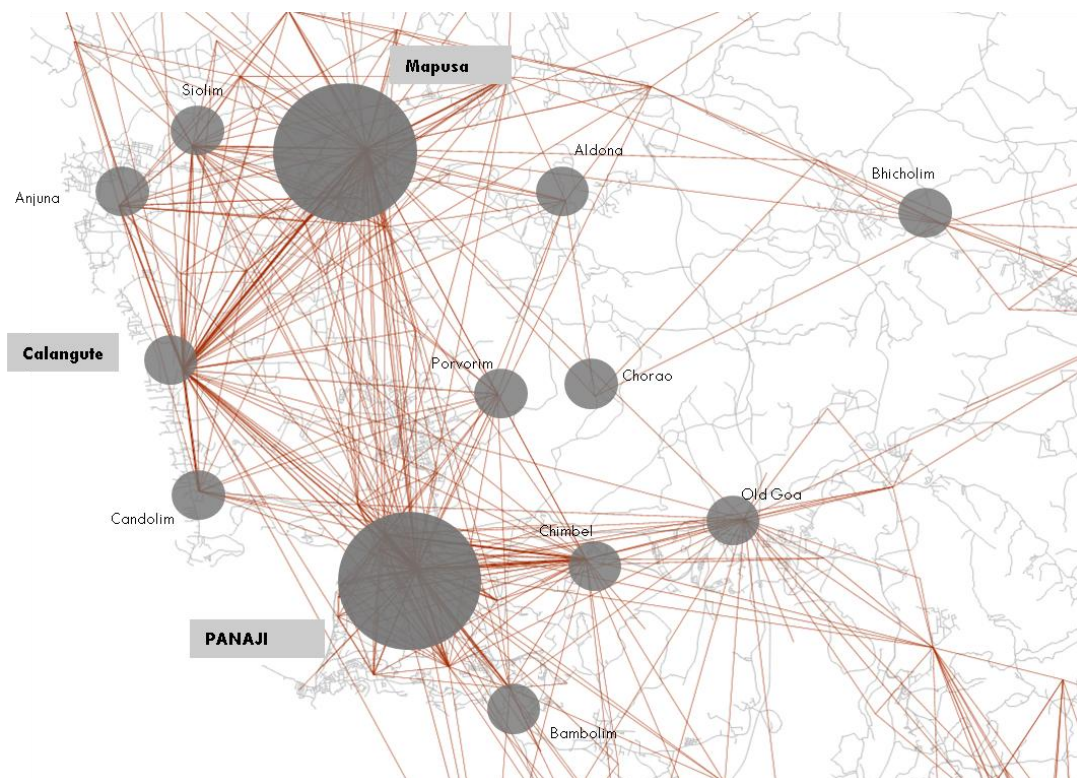 Mapusa
Siolim
Aldona
Bhicholim
Anjuna
Calangute
Porvorim
Chorao
Old Goa
Candolim
Chimbel
PANAJI
Bambolim